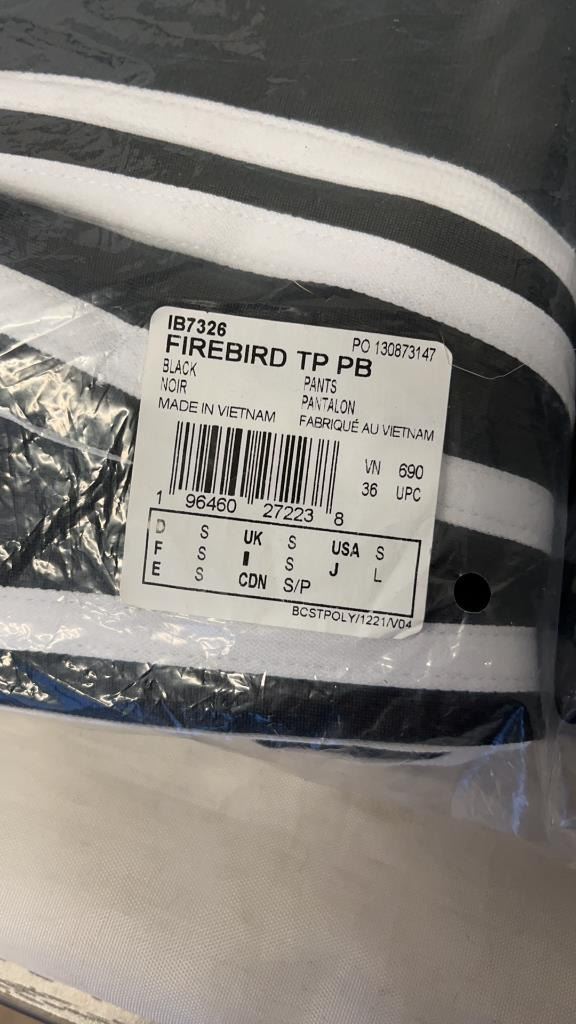 IB7326
PO 130873147
FIREBIRD TP PB
BLACK PANTS
NOIR PANTALON
MADE IN VIETNAM FABRIQUÉ AU VIETNAM
VN 690
36 UPC
1 96460 27223 8
D S UK S USA S
F S I S J L
E S CDN S/P
BCSTPOLY/1221/V04